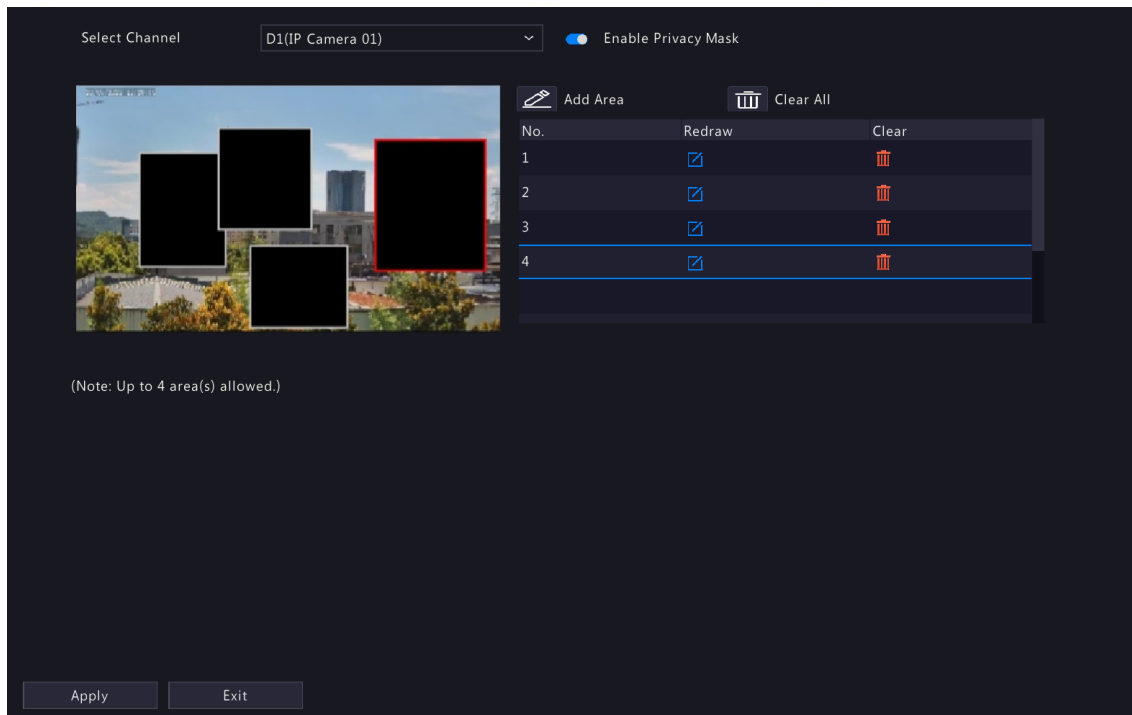 Select Channel D1(IP Camera 01) Enable Privacy Mask
Add Area Clear All
No. Redraw Clear
1
2
3
4
(Note: Up to 4 area(s) allowed.)
Apply Exit